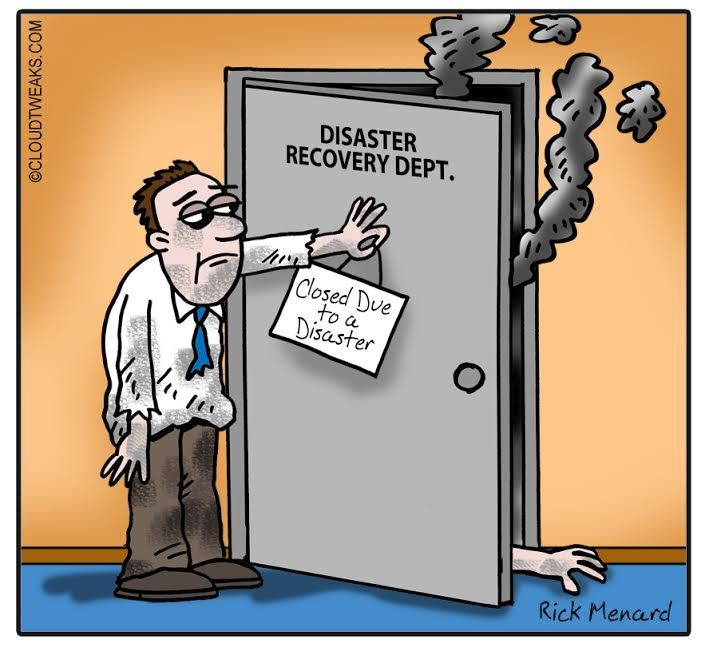 ©CLOUDTWEAKS.COM
DISASTER
RECOVERY DEPT.
Closed Due
to a
Disaster
Rick Menard